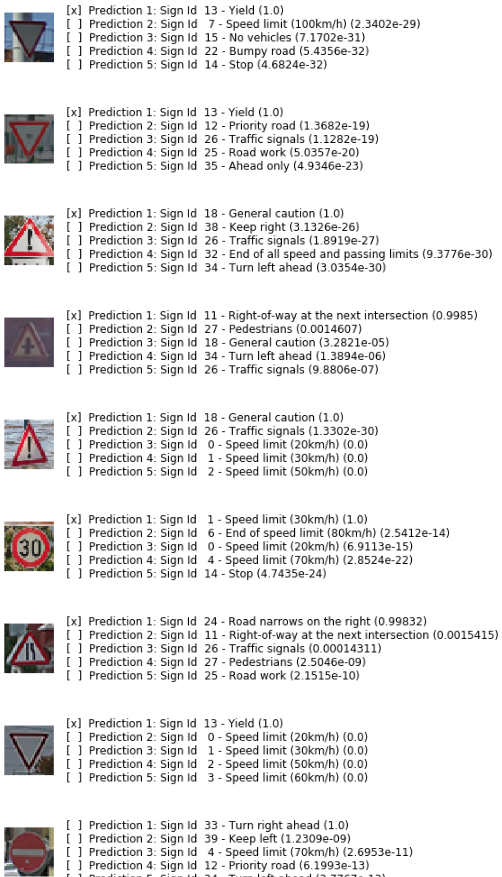 [x] Prediction 1: Sign Id 13 - Yield (1.0)
[ ] Prediction 2: Sign Id 7 - Speed limit (100km/h) (2.3402e-29)
[ ] Prediction 3: Sign Id 15 - No vehicles (7.1702e-31)
[ ] Prediction 4: Sign Id 22 - Bumpy road (5.4356e-32)
[ ] Prediction 5: Sign Id 14 - Stop (4.6824e-32)
[x] Prediction 1: Sign Id 13 - Yield (1.0)
[ ] Prediction 2: Sign Id 12 - Priority road (1.3682e-19)
[ ] Prediction 3: Sign Id 26 - Traffic signals (1.1282e-19)
[ ] Prediction 4: Sign Id 25 - Road work (5.0357e-20)
[ ] Prediction 5: Sign Id 35 - Ahead only (4.9346e-23)
[x] Prediction 1: Sign Id 18 - General caution (1.0)
[ ] Prediction 2: Sign Id 38 - Keep right (3.1326e-26)
[ ] Prediction 3: Sign Id 26 - Traffic signals (1.8919e-27)
[ ] Prediction 4: Sign Id 32 - End of all speed and passing limits (9.3776e-30)
[ ] Prediction 5: Sign Id 34 - Turn left ahead (3.0354e-30)
[x] Prediction 1: Sign Id 11 - Right-of-way at the next intersection (0.9985)
[ ] Prediction 2: Sign Id 27 - Pedestrians (0.0014607)
[ ] Prediction 3: Sign Id 18 - General caution (3.2821e-05)
[ ] Prediction 4: Sign Id 34 - Turn left ahead (1.3894e-06)
[ ] Prediction 5: Sign Id 26 - Traffic signals (9.8806e-07)
[x] Prediction 1: Sign Id 18 - General caution (1.0)
[ ] Prediction 2: Sign Id 26 - Traffic signals (1.3302e-30)
[ ] Prediction 3: Sign Id 0 - Speed limit (20km/h) (0.0)
[ ] Prediction 4: Sign Id 1 - Speed limit (30km/h) (0.0)
[ ] Prediction 5: Sign Id 2 - Speed limit (50km/h) (0.0)
30
[x] Prediction 1: Sign Id 1 - Speed limit (30km/h) (1.0)
[ ] Prediction 2: Sign Id 6 - End of speed limit (80km/h) (2.5412e-14)
[ ] Prediction 3: Sign Id 0 - Speed limit (20km/h) (6.9113e-15)
[ ] Prediction 4: Sign Id 4 - Speed limit (70km/h) (2.8524e-22)
[ ] Prediction 5: Sign Id 14 - Stop (4.7435e-24)
[x] Prediction 1: Sign Id 24 - Road narrows on the right (0.99832)
[ ] Prediction 2: Sign Id 11 - Right-of-way at the next intersection (0.0015415)
[ ] Prediction 3: Sign Id 26 - Traffic signals (0.00014311)
[ ] Prediction 4: Sign Id 27 - Pedestrians (2.5046e-09)
[ ] Prediction 5: Sign Id 25 - Road work (2.1515e-10)
[x] Prediction 1: Sign Id 13 - Yield (1.0)
[ ] Prediction 2: Sign Id 0 - Speed limit (20km/h) (0.0)
[ ] Prediction 3: Sign Id 1 - Speed limit (30km/h) (0.0)
[ ] Prediction 4: Sign Id 2 - Speed limit (50km/h) (0.0)
[ ] Prediction 5: Sign Id 3 - Speed limit (60km/h) (0.0)
[ ] Prediction 1: Sign Id 33 - Turn right ahead (1.0)
[ ] Prediction 2: Sign Id 39 - Keep left (1.2309e-09)
[ ] Prediction 3: Sign Id 4 - Speed limit (70km/h) (2.6953e-11)
[ ] Prediction 4: Sign Id 12 - Priority road (6.1993e-13)